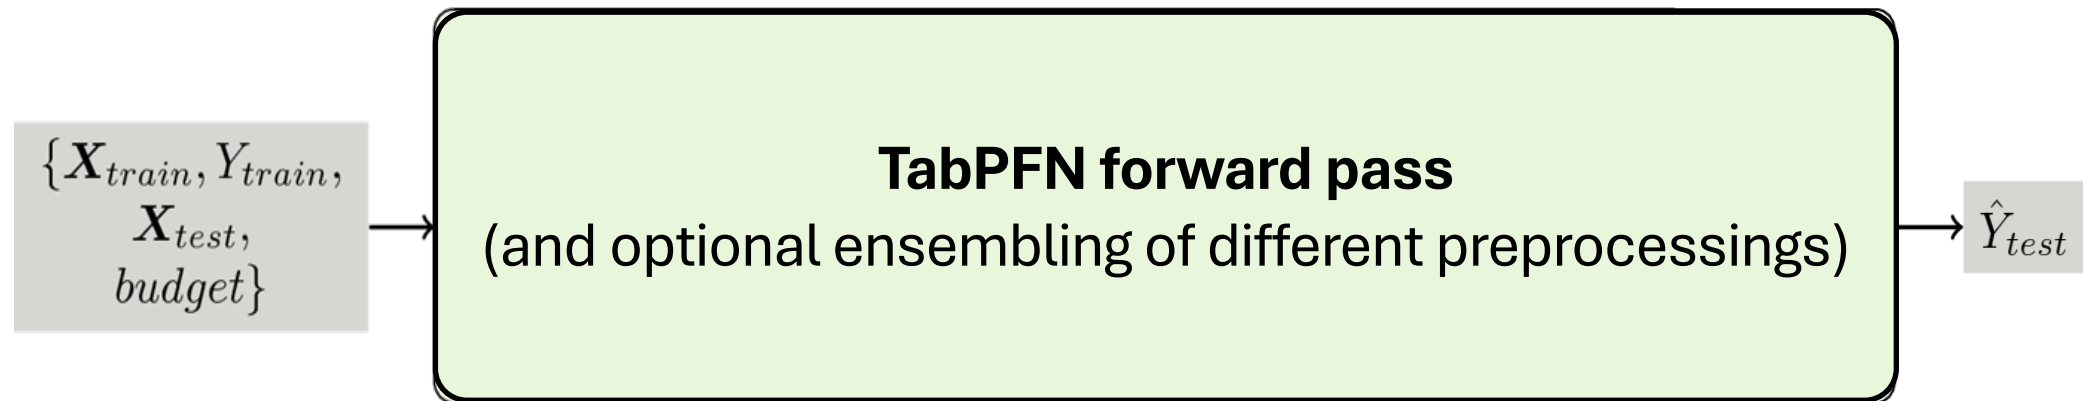 {X_train, Y_train,
X_test,
budget}
TabPFN forward pass
(and optional ensembling of different preprocessings)
Ŷ_test